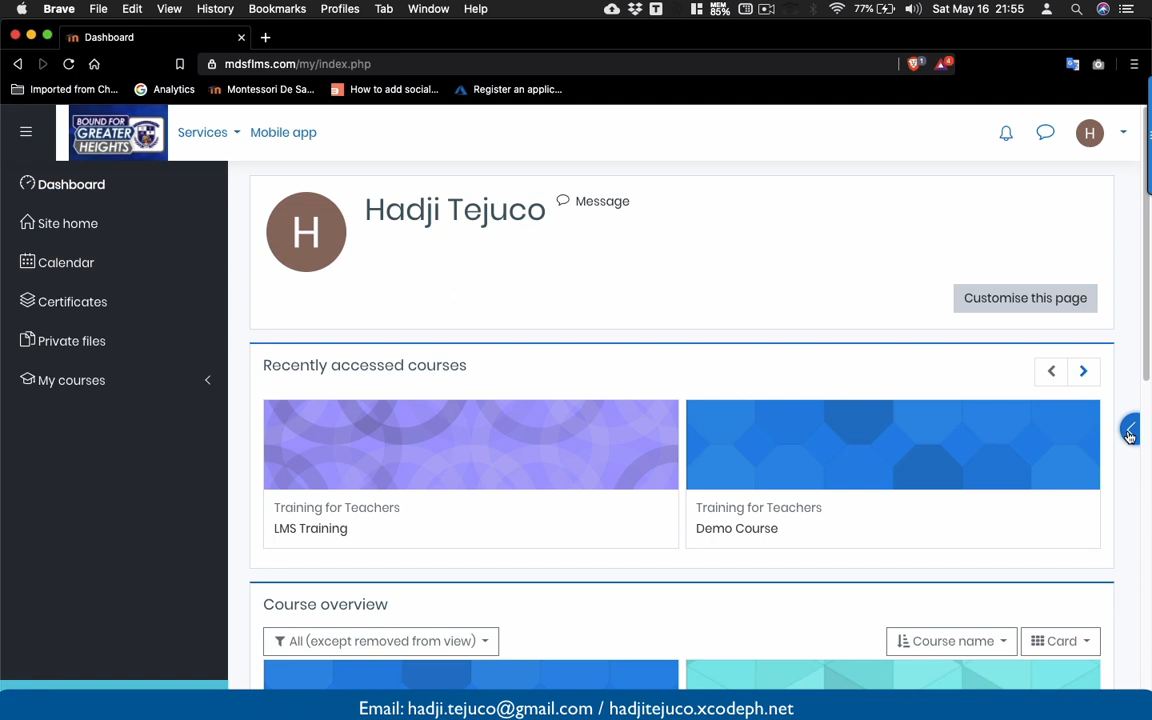 Brave File Edit View History Bookmarks Profiles Tab Window Help MEM 85% 77% Sat May 16 21:55
Dashboard
mdsflms.com/my/index.php 1 4
Imported from Ch... Analytics Montessori De Sa... How to add social... Register an applic...
BOUND FOR
GREATER
HEIGHTS
Services Mobile app H
Dashboard
Site home
Calendar
Certificates
Private files
My courses
H
Hadji Tejuco Message
Customise this page
Recently accessed courses
Training for Teachers
LMS Training
Training for Teachers
Demo Course
Course overview
All (except removed from view) Course name Card
Email: hadji.tejuco@gmail.com / hadjitejuco.xcodeph.net